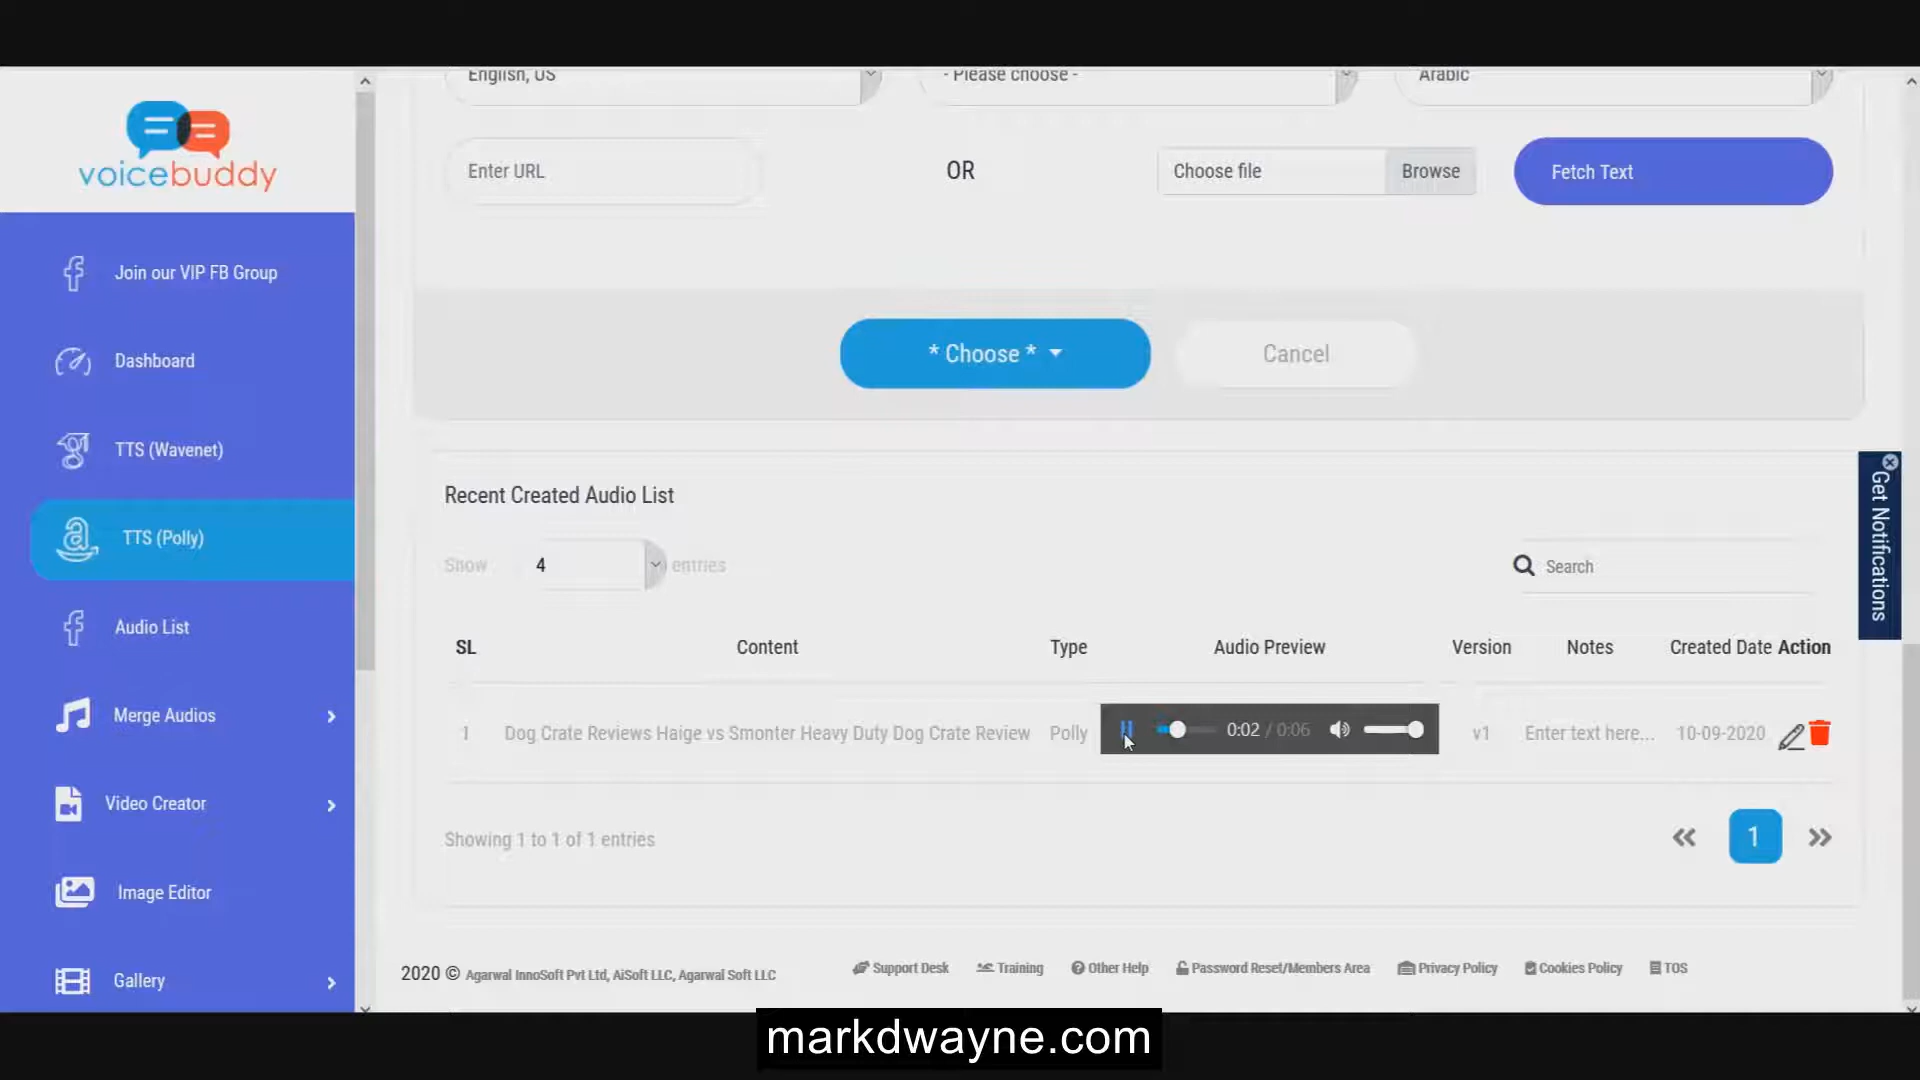 English, US
- Please choose -
Arabic
voicebuddy
Enter URL
OR
Choose file
Browse
Fetch Text
Join our VIP FB Group
Dashboard
* Choose *
Cancel
TTS (Wavenet)
TTS (Polly)
Audio List
Merge Audios
Video Creator
Image Editor
Gallery
Get Notifications
Recent Created Audio List
Show 4 entries
Search
SL Content Type Audio Preview Version Notes Created Date Action
1 Dog Crate Reviews Haige vs Smonter Heavy Duty Dog Crate Review Polly 0:02 / 0:06 v1 Enter text here... 10-09-2020
Showing 1 to 1 of 1 entries
« 1 »
2020 © Agarwal InnoSoft Pvt Ltd, AiSoft LLC, Agarwal Soft LLC
Support Desk Training Other Help Password Reset/Members Area Privacy Policy Cookies Policy TOS
markdwayne.com